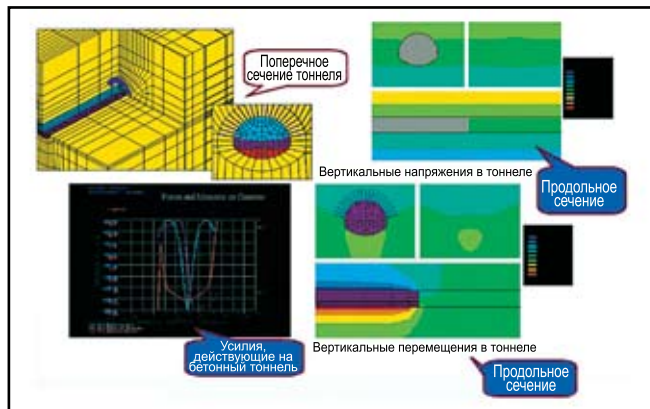 Поперечное
сечение тоннеля
Вертикальные напряжения в тоннеле
Продольное
сечение
Forces and Moments on
Усилия,
действующие на
бетонный тоннель
Вертикальные перемещения в тоннеле
Продольное
сечение